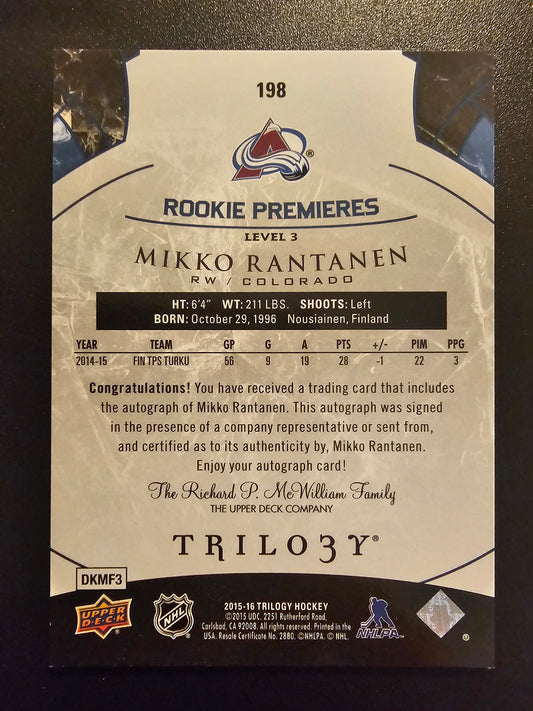 198
A®
ROOKIE PREMIERES
LEVEL 3
MIKKO RANTANEN
RW / COLORADO
HT: 6'4" WT: 211 LBS. SHOOTS: Left
BORN: October 29, 1996 Nousiainen, Finland
YEAR TEAM GP G A PTS +/- PIM PPG
2014-15 FIN TPS TURKU 56 9 19 28 -1 22 3
Congratulations! You have received a trading card that includes
the autograph of Mikko Rantanen. This autograph was signed
in the presence of a company representative or sent from,
and certified as to its authenticity by, Mikko Rantanen.
Enjoy your autograph card!
The Richard P. McWilliam Family
THE UPPER DECK COMPANY
TRILO3Y®
DKMF3
UPPER DECK
NHL
2015-16 TRILOGY HOCKEY
©2015 UDC. 2251 Rutherford Road,
Carlsbad, CA 92008. All rights reserved. Printed in the
USA. Resale Certificate No. 2880. ©NHLPA. © NHL.
NHLPA
®